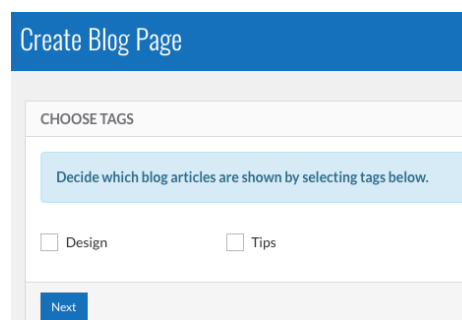 Create Blog Page
CHOOSE TAGS
Decide which blog articles are shown by selecting tags below.
Design Tips
Next